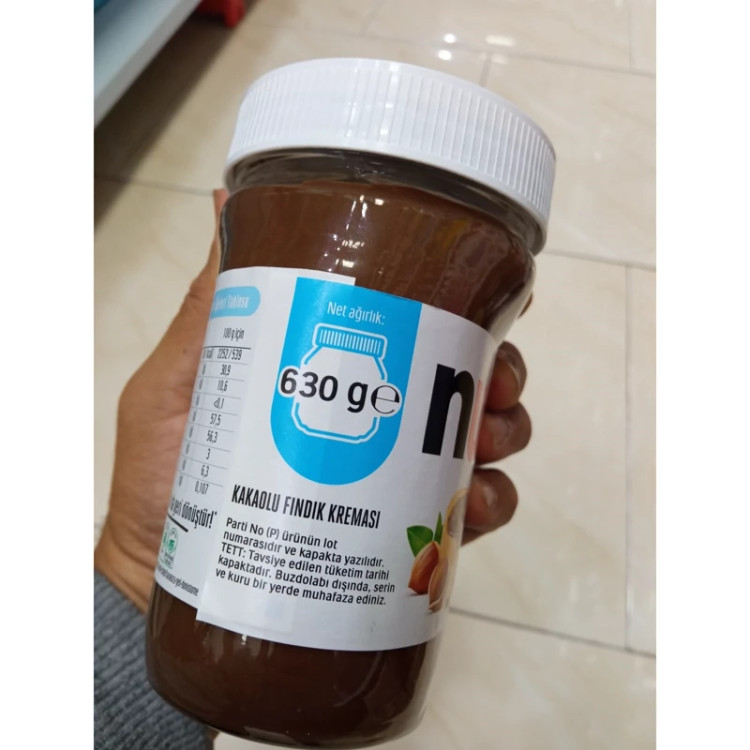 100 g için
2252 / 539
30,9
10,6
<0,1
57,5
56,3
3
6,3
0,107
geri dönüştür!
Net ağırlık:
630 g℮
KAKAOLU FINDIK KREMASI
Parti No (P) ürünün lot
numarasıdır ve kapakta yazılıdır.
TETT: Tavsiye edilen tüketim tarihi
kapaktadır. Buzdolabı dışında, serin
ve kuru bir yerde muhafaza ediniz.